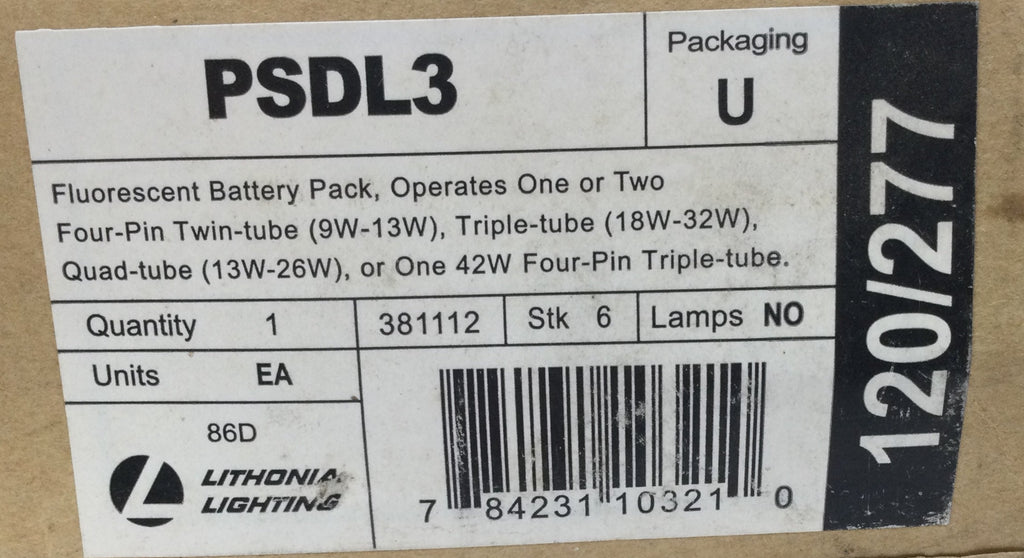 PSDL3
Packaging
U
Fluorescent Battery Pack, Operates One or Two
Four-Pin Twin-tube (9W-13W), Triple-tube (18W-32W),
Quad-tube (13W-26W), or One 42W Four-Pin Triple-tube.
Quantity 1
381112
Stk 6
Lamps NO
Units EA
86D
LITHONIA
LIGHTING
7 84231 10321 0
120/277